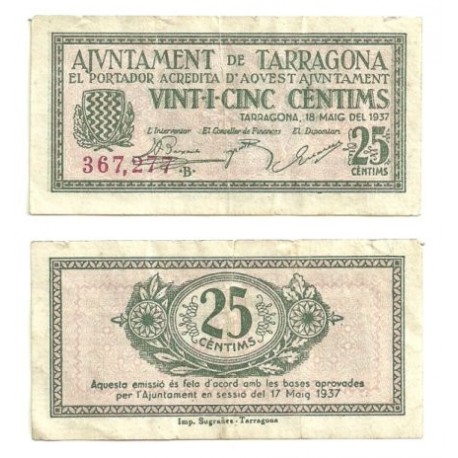 AJVNTAMENT DE TARRAGONA
EL PORTADOR ACREDITA D'AQVEST AJVNTAMENT
VINT-I-CINC CÈNTIMS
TARRAGONA, 18 MAIG DEL 1937
L'Interventor El Conseller de Finances El Dipositari
367,277 ·B·
25
CÈNTIMS
25
CÈNTIMS
Aquesta emissió és feta d'acord amb les bases aprovades
per l'Ajuntament en sessió del 17 Maig 1937
Imp. Sugrañes-Tarragona